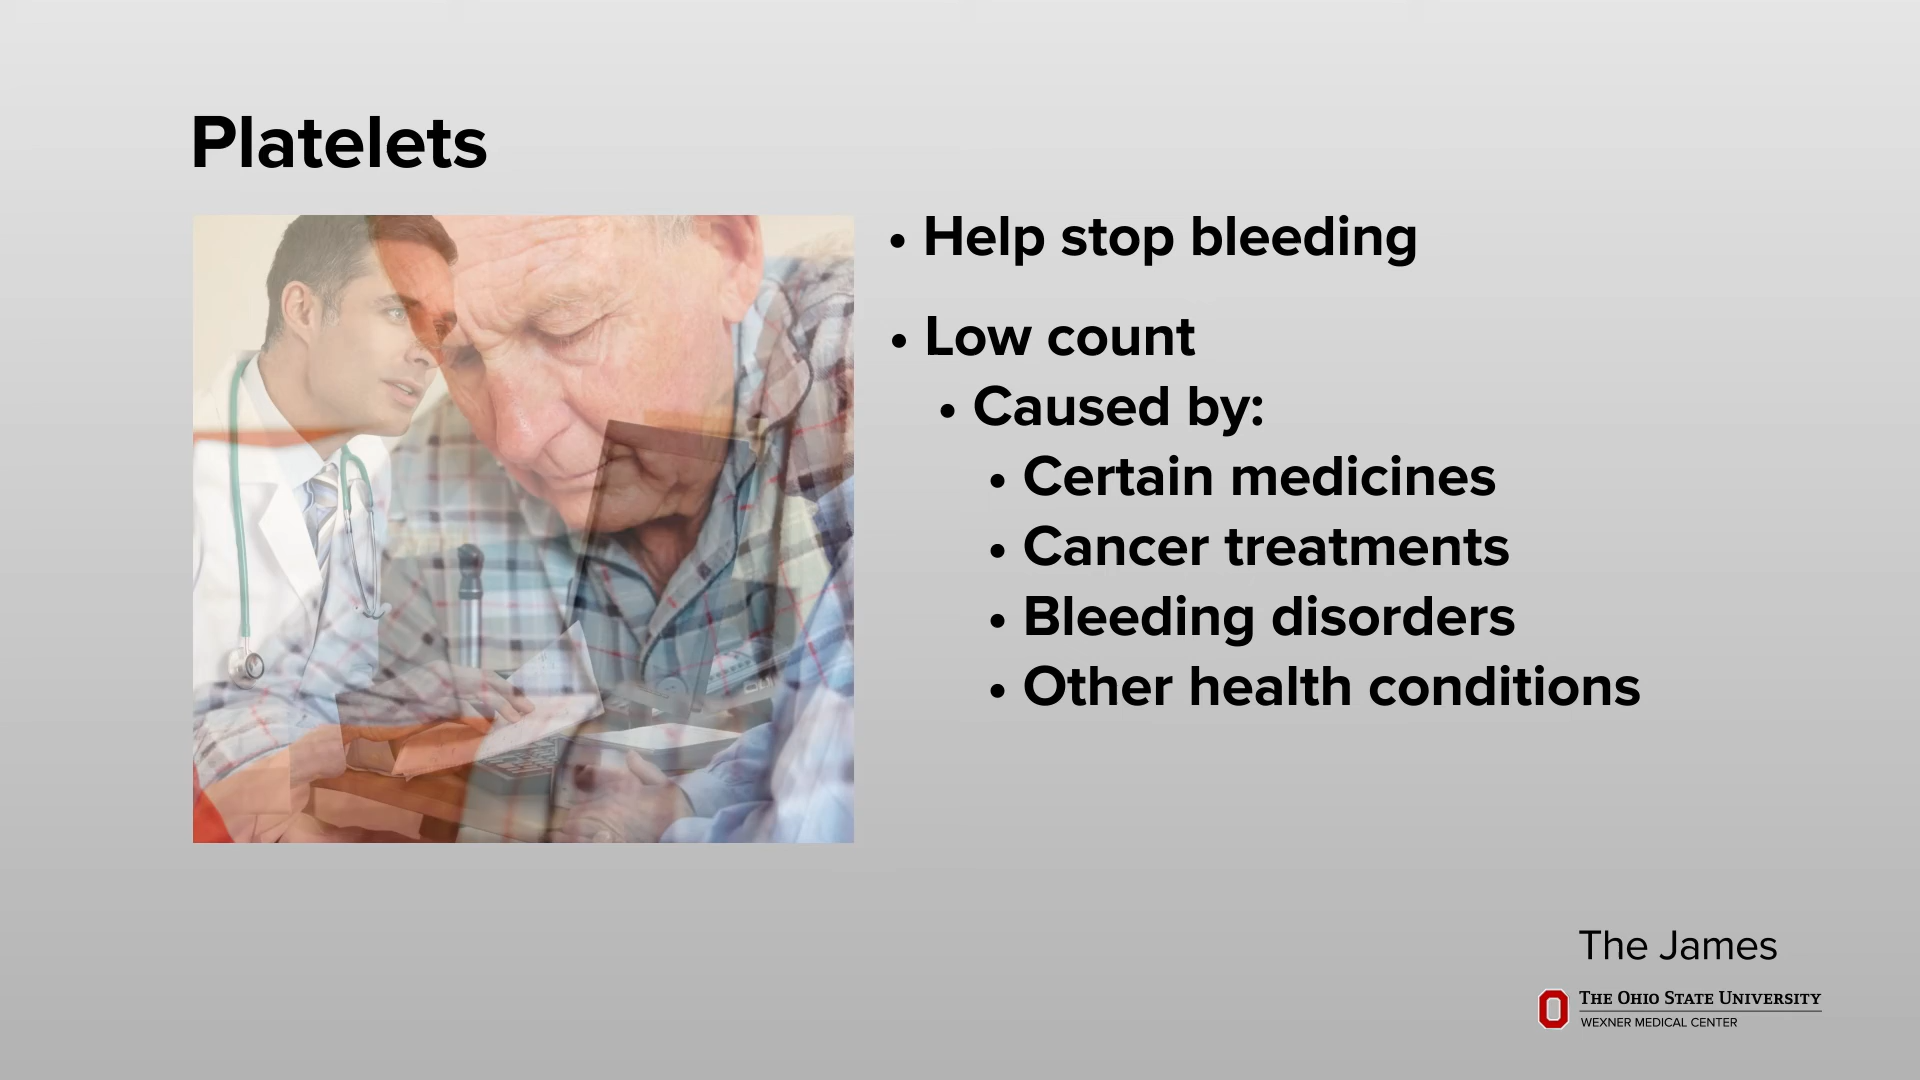 Platelets
• Help stop bleeding
• Low count
• Caused by:
• Certain medicines
• Cancer treatments
• Bleeding disorders
• Other health conditions
The James
THE OHIO STATE UNIVERSITY
WEXNER MEDICAL CENTER